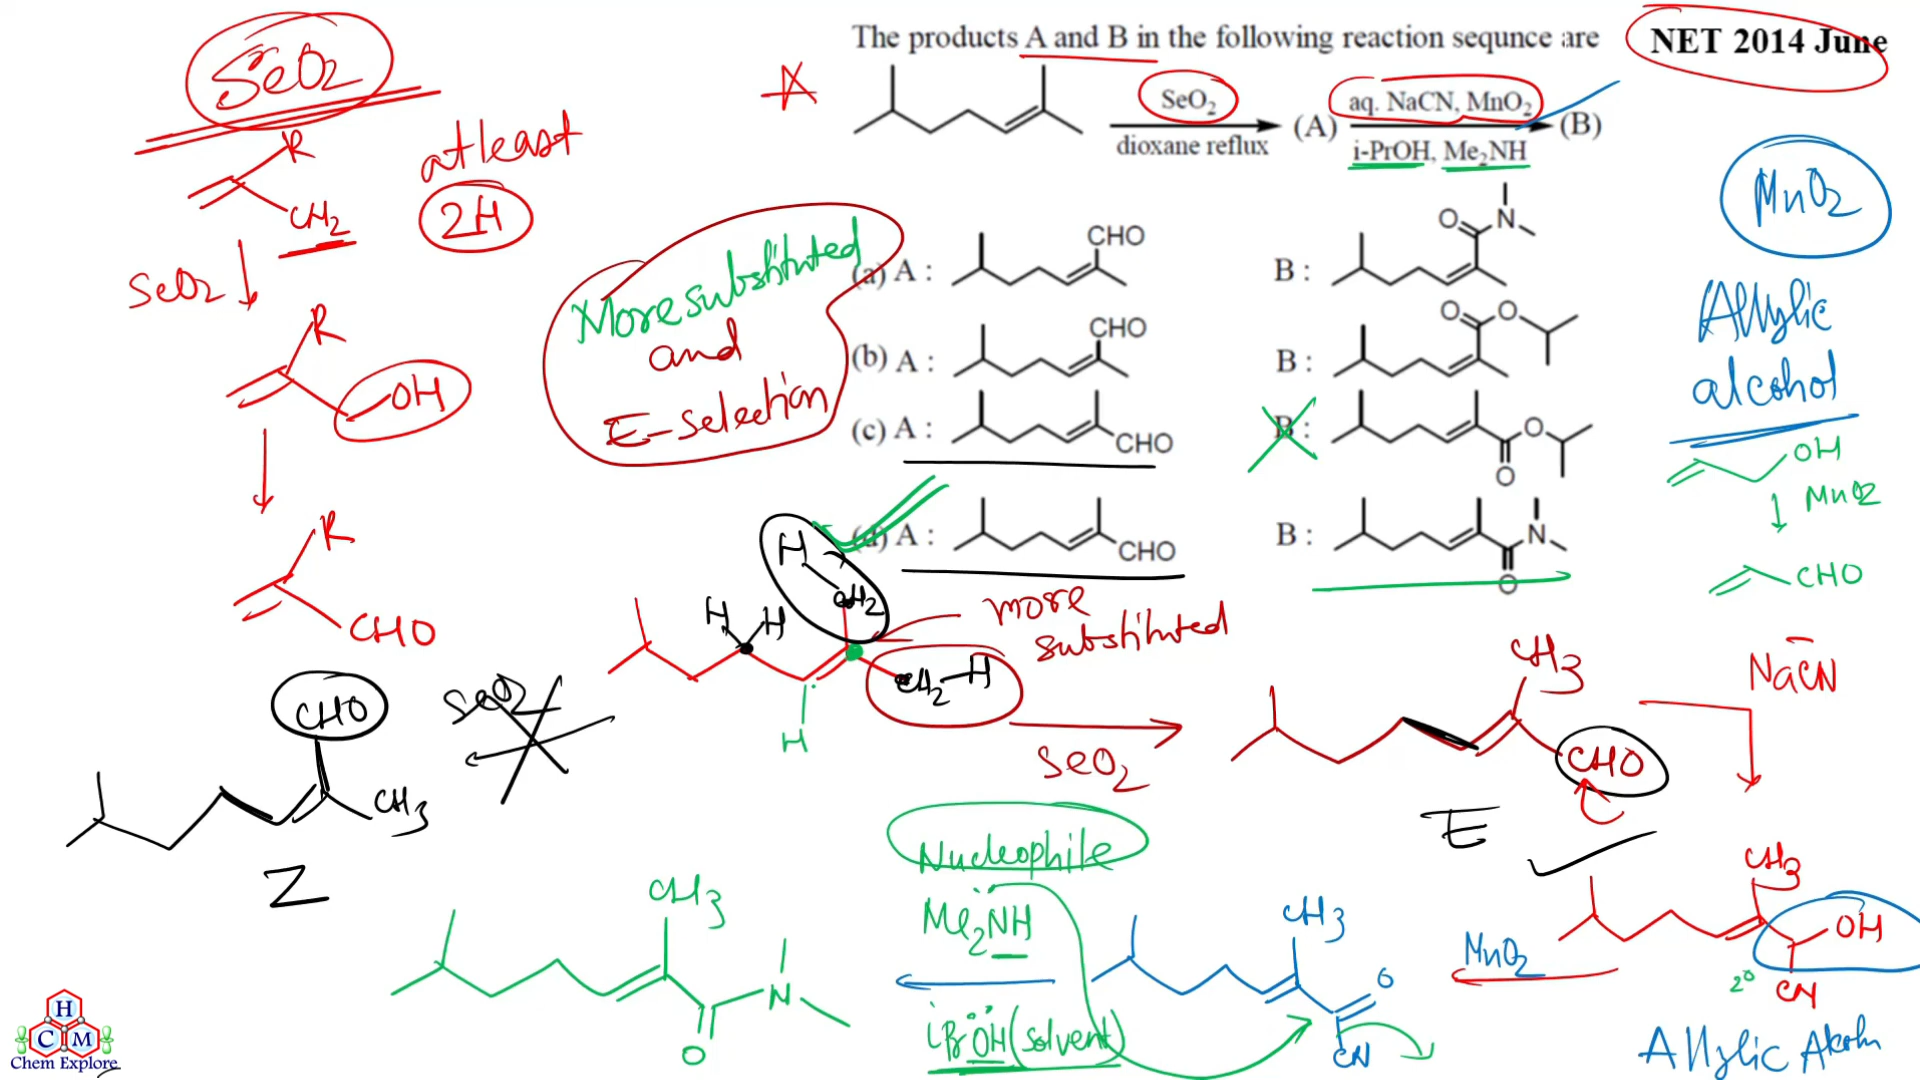 The products A and B in the following reaction sequnce are
NET 2014 June
SeO2
dioxane reflux
(A)
aq. NaCN, MnO2
i-PrOH, Me2NH
(B)
(a) A :
CHO
B :
O
N
(b) A :
CHO
B :
O
O
(c) A :
CHO
B :
O
O
(d) A :
CHO
B :
N
O
SeO2
R
CH2
atleast
2H
SeO2
R
OH
R
CHO
More substituted
and
E-selection
MnO2
Allylic
alcohol
OH
MnO2
CHO
H
CH2
H H
CH2-H
H
more
substituted
SeO2
CH3
CHO
E
NaCN
SeO2
CHO
CH3
Z
CH3
OH
2°
CN
Allylic
MnO2
CH3
O
CN
Nucleophile
Me2NH
iPrOH (solvent)
CH3
N
O
H
C M
Chem Explore